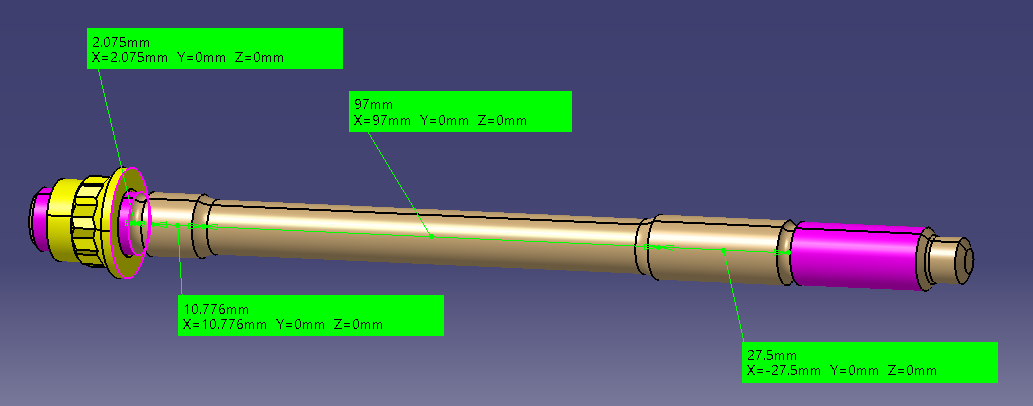 2.075mm
X=2.075mm Y=0mm Z=0mm
97mm
X=97mm Y=0mm Z=0mm
10.776mm
X=10.776mm Y=0mm Z=0mm
27.5mm
X=-27.5mm Y=0mm Z=0mm